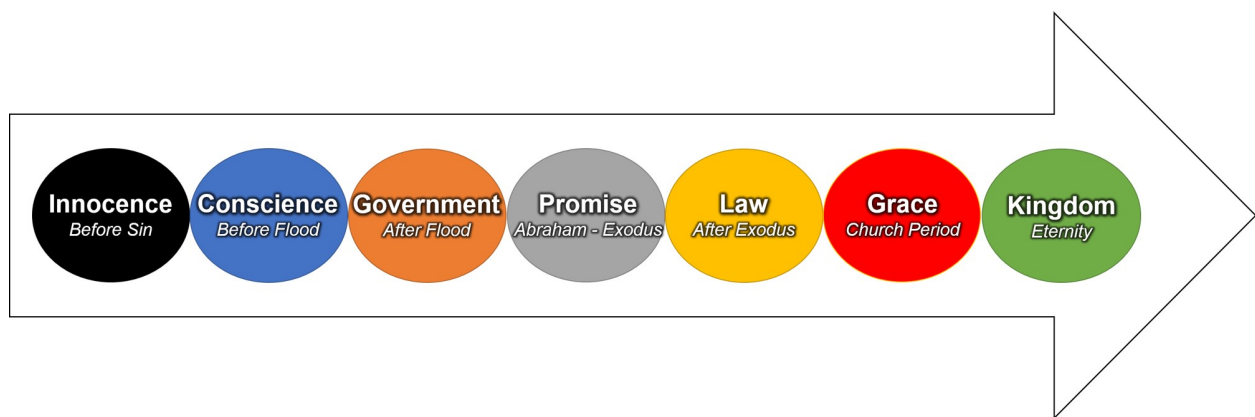 Innocence
Before Sin
Conscience
Before Flood
Government
After Flood
Promise
Abraham - Exodus
Law
After Exodus
Grace
Church Period
Kingdom
Eternity